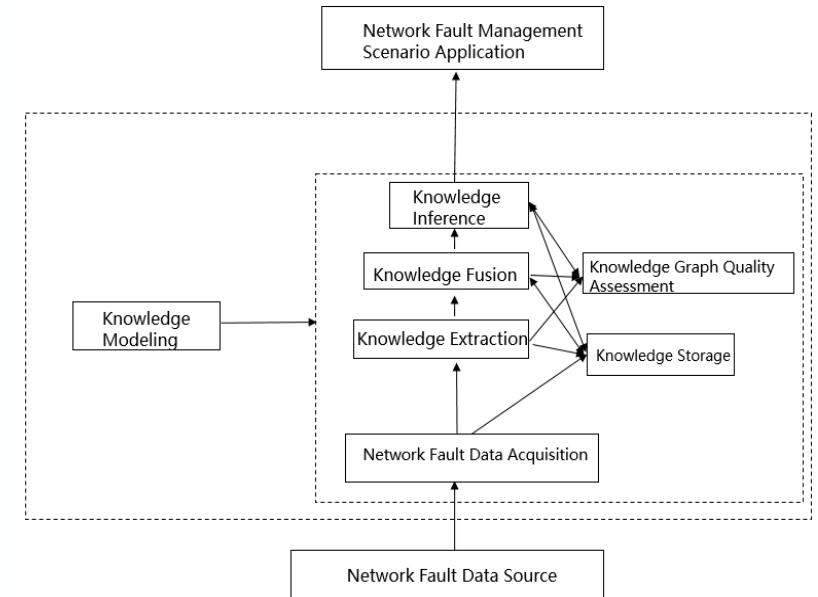 Network Fault Management
Scenario Application
Knowledge
Inference
Knowledge Fusion
Knowledge Graph Quality
Assessment
Knowledge
Modeling
Knowledge Extraction
Knowledge Storage
Network Fault Data Acquisition
Network Fault Data Source